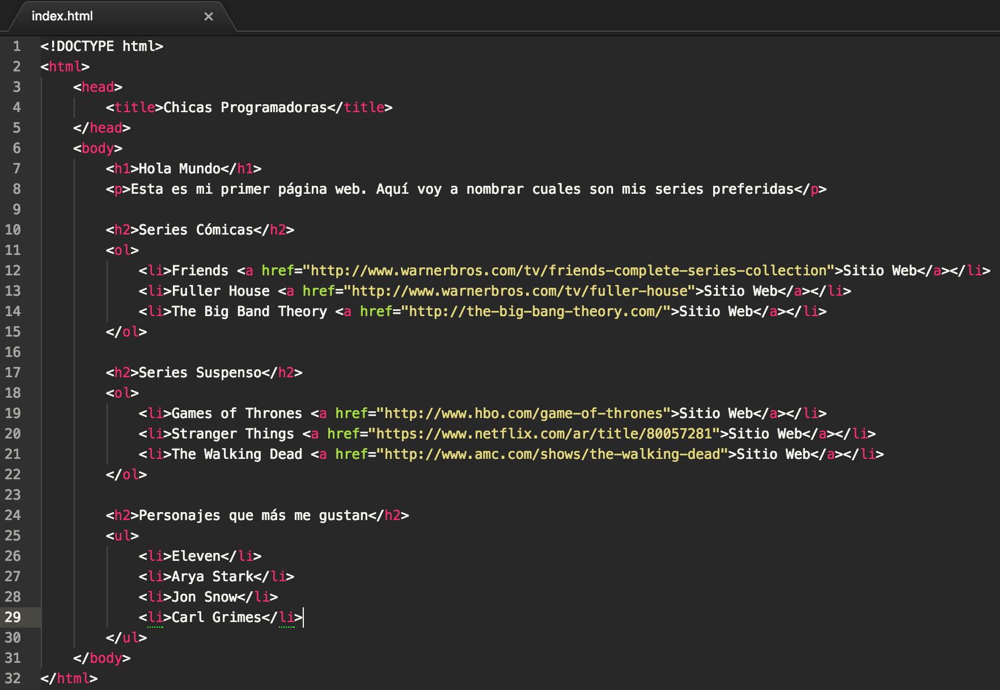 index.html ×
1 <!DOCTYPE html>
2 <html>
3     <head>
4         <title>Chicas Programadoras</title>
5     </head>
6     <body>
7         <h1>Hola Mundo</h1>
8         <p>Esta es mi primer página web. Aquí voy a nombrar cuales son mis series preferidas</p>
9
10         <h2>Series Cómicas</h2>
11         <ol>
12             <li>Friends <a href="http://www.warnerbros.com/tv/friends-complete-series-collection">Sitio Web</a></li>
13             <li>Fuller House <a href="http://www.warnerbros.com/tv/fuller-house">Sitio Web</a></li>
14             <li>The Big Band Theory <a href="http://the-big-bang-theory.com/">Sitio Web</a></li>
15         </ol>
16
17         <h2>Series Suspenso</h2>
18         <ol>
19             <li>Games of Thrones <a href="http://www.hbo.com/game-of-thrones">Sitio Web</a></li>
20             <li>Stranger Things <a href="https://www.netflix.com/ar/title/80057281">Sitio Web</a></li>
21             <li>The Walking Dead <a href="http://www.amc.com/shows/the-walking-dead">Sitio Web</a></li>
22         </ol>
23
24         <h2>Personajes que más me gustan</h2>
25         <ul>
26             <li>Eleven</li>
27             <li>Arya Stark</li>
28             <li>Jon Snow</li>
29             <li>Carl Grimes</li>
30         </ul>
31     </body>
32 </html>